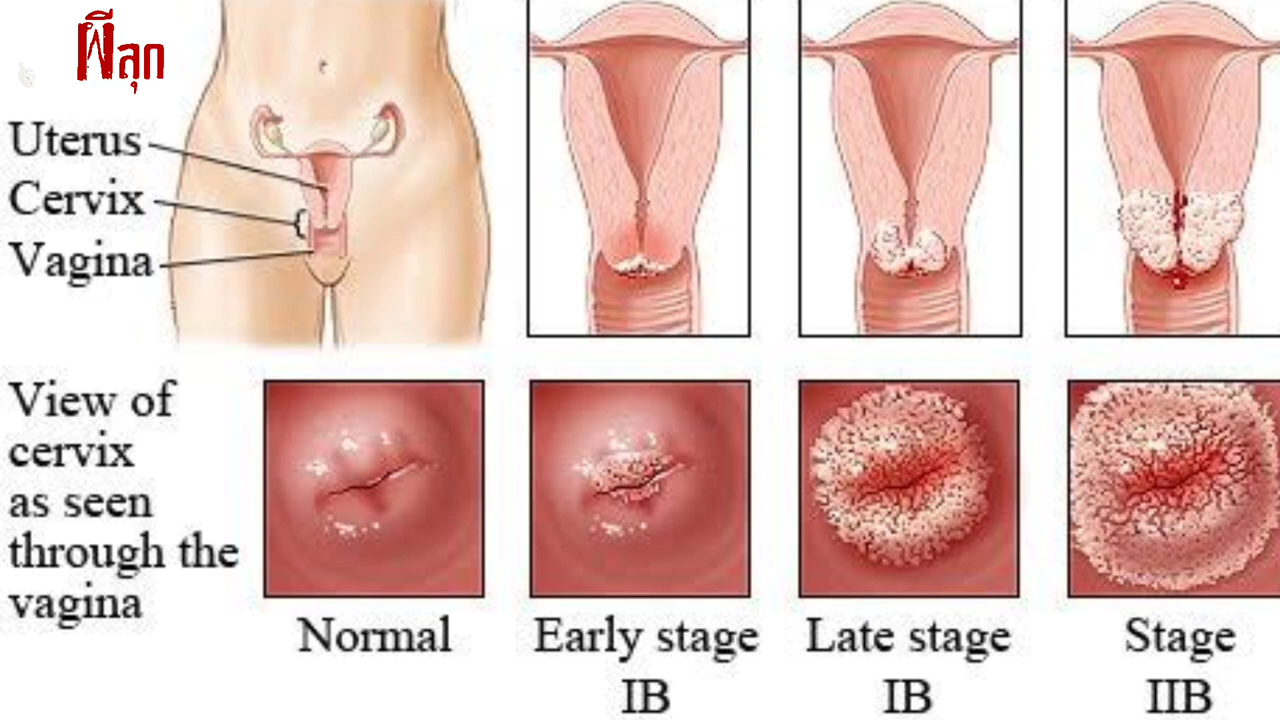 ผีลุก
Uterus
Cervix
Vagina
View of
cervix
as seen
through the
vagina
Normal
Early stage
IB
Late stage
IB
Stage
IIB